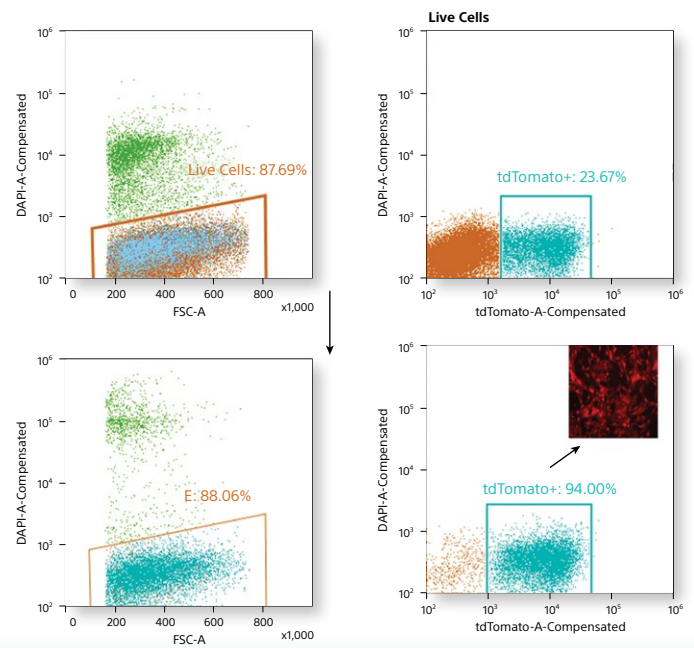 Live Cells
10⁶
10⁵
10⁴
10³
10²
DAPI-A-Compensated
Live Cells: 87.69%
0 200 400 600 800
x1,000
FSC-A
10⁶
10⁵
10⁴
10³
10²
DAPI-A-Compensated
tdTomato+: 23.67%
10² 10³ 10⁴ 10⁵ 10⁶
tdTomato-A-Compensated
10⁶
10⁵
10⁴
10³
10²
DAPI-A-Compensated
E: 88.06%
0 200 400 600 800
x1,000
FSC-A
10⁶
10⁵
10⁴
10³
10²
DAPI-A-Compensated
tdTomato+: 94.00%
10² 10³ 10⁴ 10⁵ 10⁶
tdTomato-A-Compensated